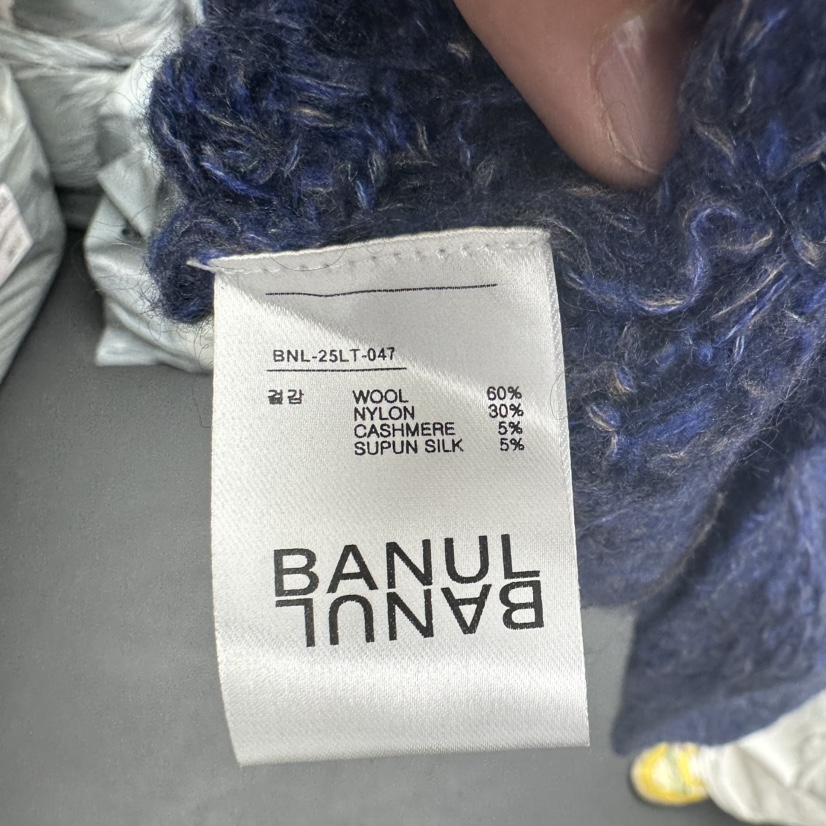 BNL-25LT-047
겉감 WOOL 60%
NYLON 30%
CASHMERE 5%
SUPUN SILK 5%
BANUL
BANUL